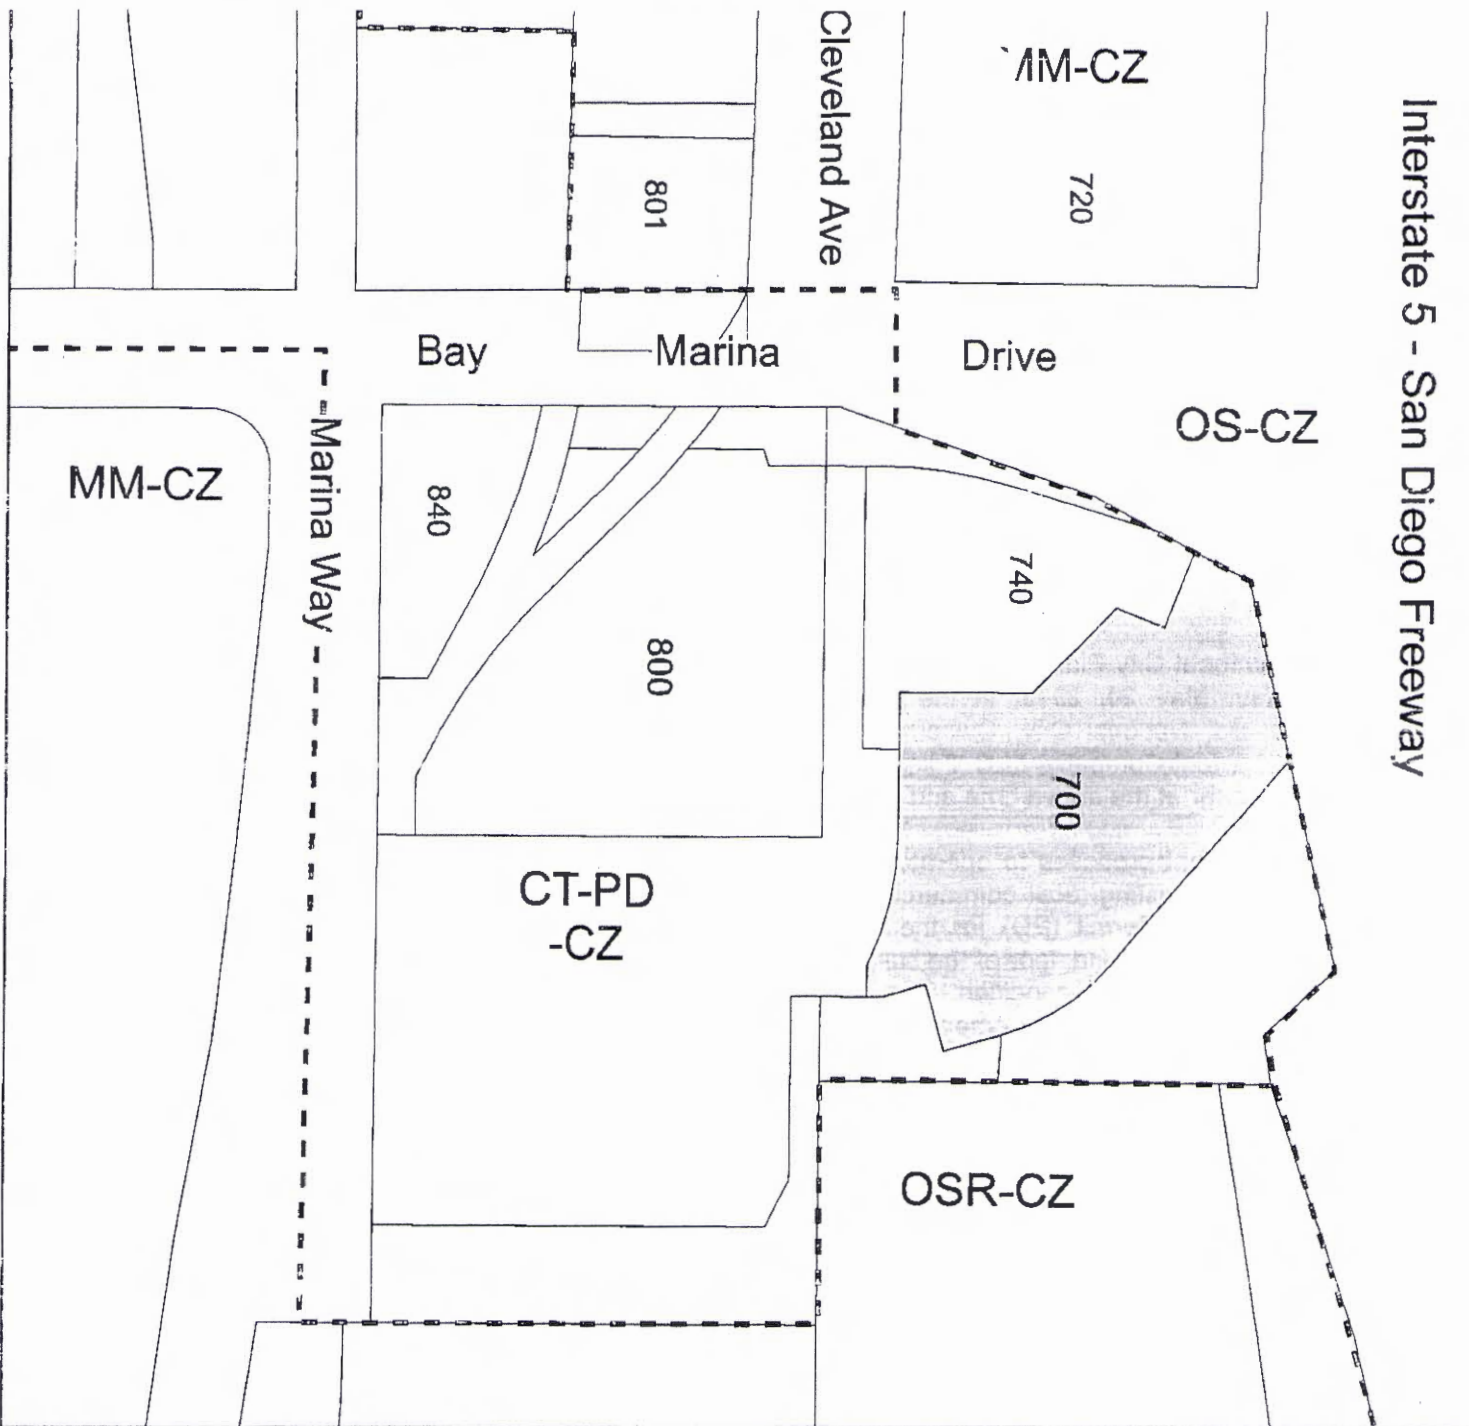 Cleveland Ave
MM-CZ
720
801
Interstate 5 - San Diego Freeway
Bay Marina Drive
OS-CZ
MM-CZ
Marina Way
840
740
800
700
CT-PD
-CZ
OSR-CZ